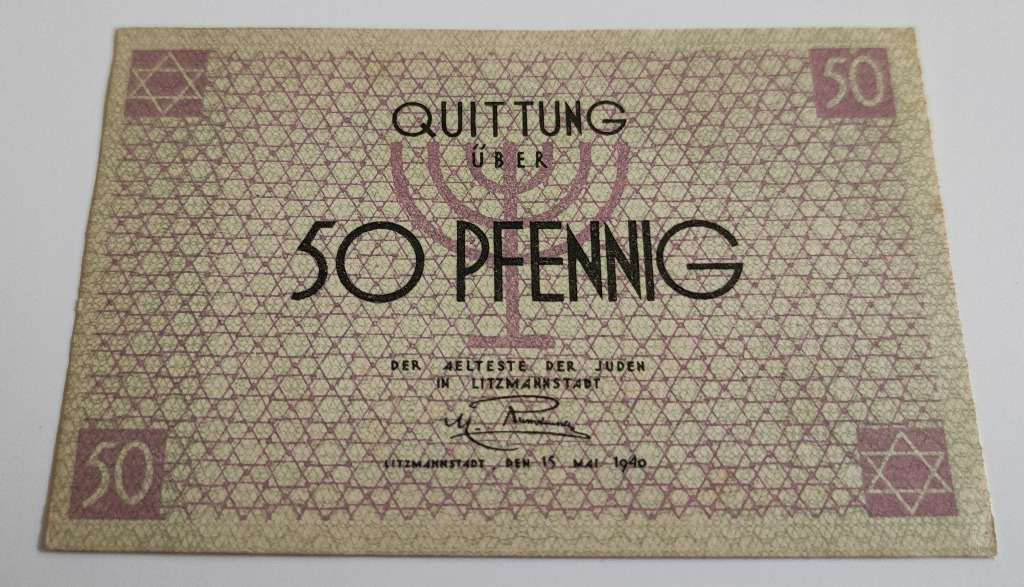 50
QUITTUNG
ÜBER
50 PFENNIG
DER AELTESTE DER JUDEN
IN LITZMANNSTADT
LITZMANNSTADT, DEN 15 MAI 1940
50